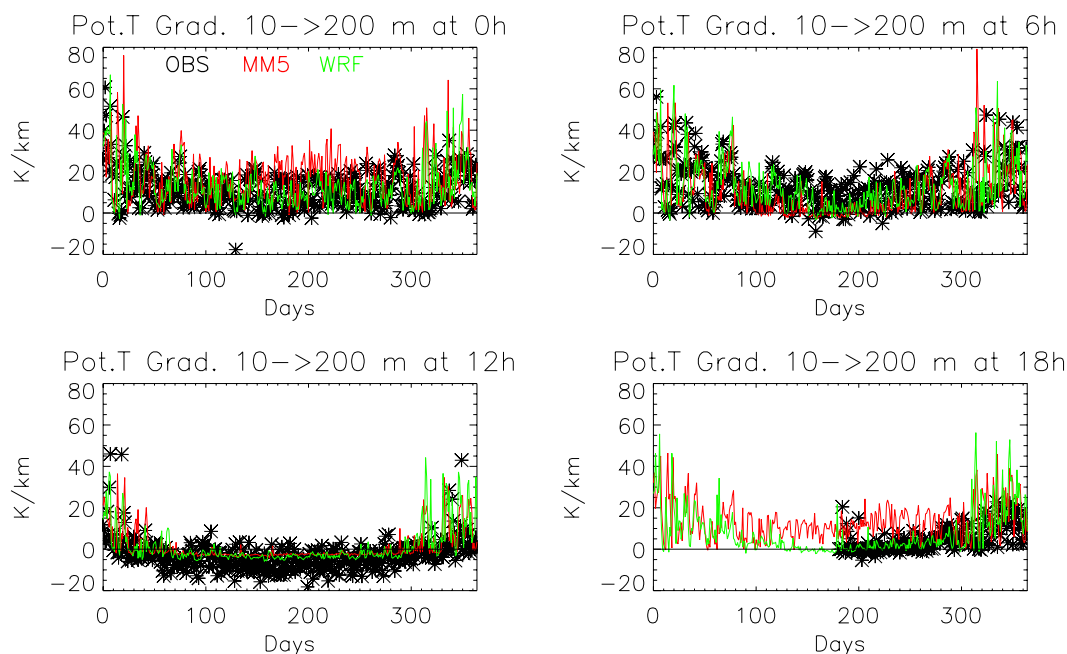 Pot.T Grad. 10->200 m at 0h
OBS MM5 WRF
80
60
40
20
0
-20
K/km
0 100 200 300
Days
Pot.T Grad. 10->200 m at 6h
80
60
40
20
0
-20
K/km
0 100 200 300
Days
Pot.T Grad. 10->200 m at 12h
80
60
40
20
0
-20
K/km
0 100 200 300
Days
Pot.T Grad. 10->200 m at 18h
80
60
40
20
0
-20
K/km
0 100 200 300
Days